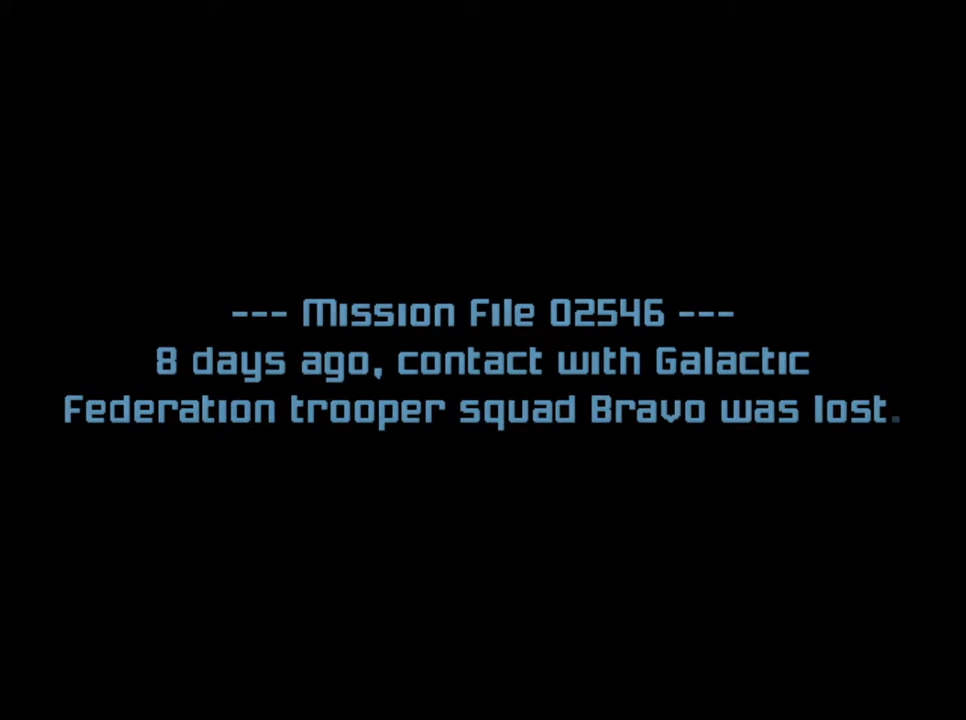 --- Mission File 02546 ---
8 days ago, contact with Galactic
Federation trooper squad Bravo was lost.